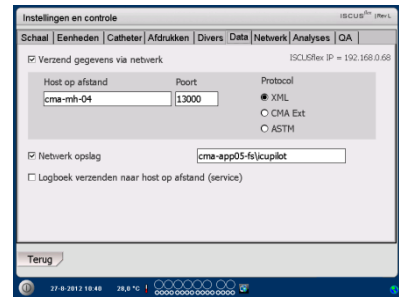 Instellingen en controle
ISCUSflex |Rev L
Schaal Eenheden Catheter Afdrukken Divers Data Netwerk Analyses QA
Verzend gegevens via netwerk
ISCUSflex IP = 192.168.0.68
Host op afstand Poort Protocol
cma-mh-04 13000 XML
CMA Ext
ASTM
Netwerk opslag cma-app05-fs\icupilot
Logboek verzenden naar host op afstand (service)
Terug
27-8-2012 10:40 28,0 °C